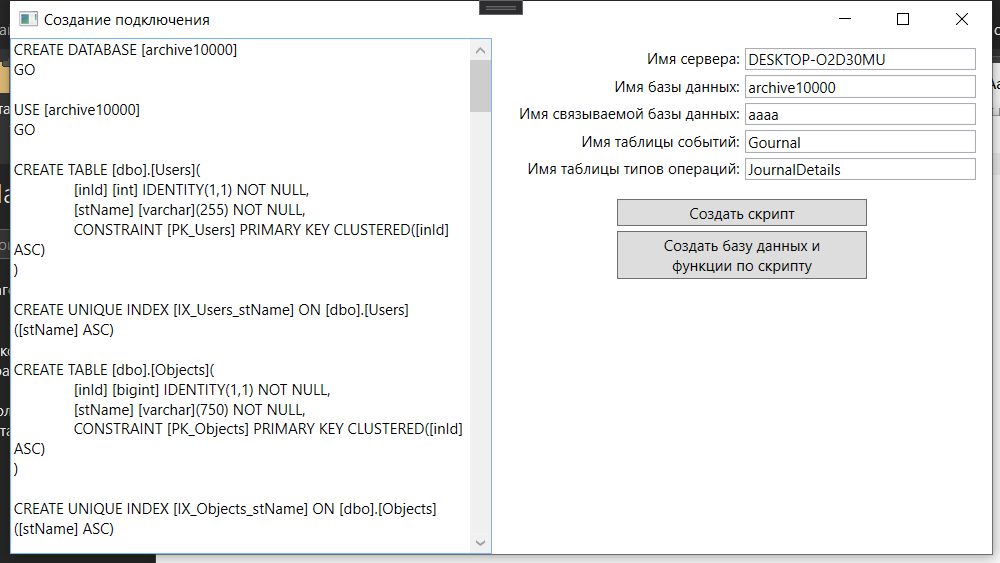 Создание подключения
CREATE DATABASE [archive10000]
GO
USE [archive10000]
GO
CREATE TABLE [dbo].[Users](
[inId] [int] IDENTITY(1,1) NOT NULL,
[stName] [varchar](255) NOT NULL,
CONSTRAINT [PK_Users] PRIMARY KEY CLUSTERED([inId]
ASC)
)
CREATE UNIQUE INDEX [IX_Users_stName] ON [dbo].[Users]
([stName] ASC)
CREATE TABLE [dbo].[Objects](
[inId] [bigint] IDENTITY(1,1) NOT NULL,
[stName] [varchar](750) NOT NULL,
CONSTRAINT [PK_Objects] PRIMARY KEY CLUSTERED([inId]
ASC)
)
CREATE UNIQUE INDEX [IX_Objects_stName] ON [dbo].[Objects]
([stName] ASC)
Имя сервера: DESKTOP-O2D30MU
Имя базы данных: archive10000
Имя связываемой базы данных: aaaa
Имя таблицы событий: Gournal
Имя таблицы типов операций: JournalDetails
Создать скрипт
Создать базу данных и
функции по скрипту